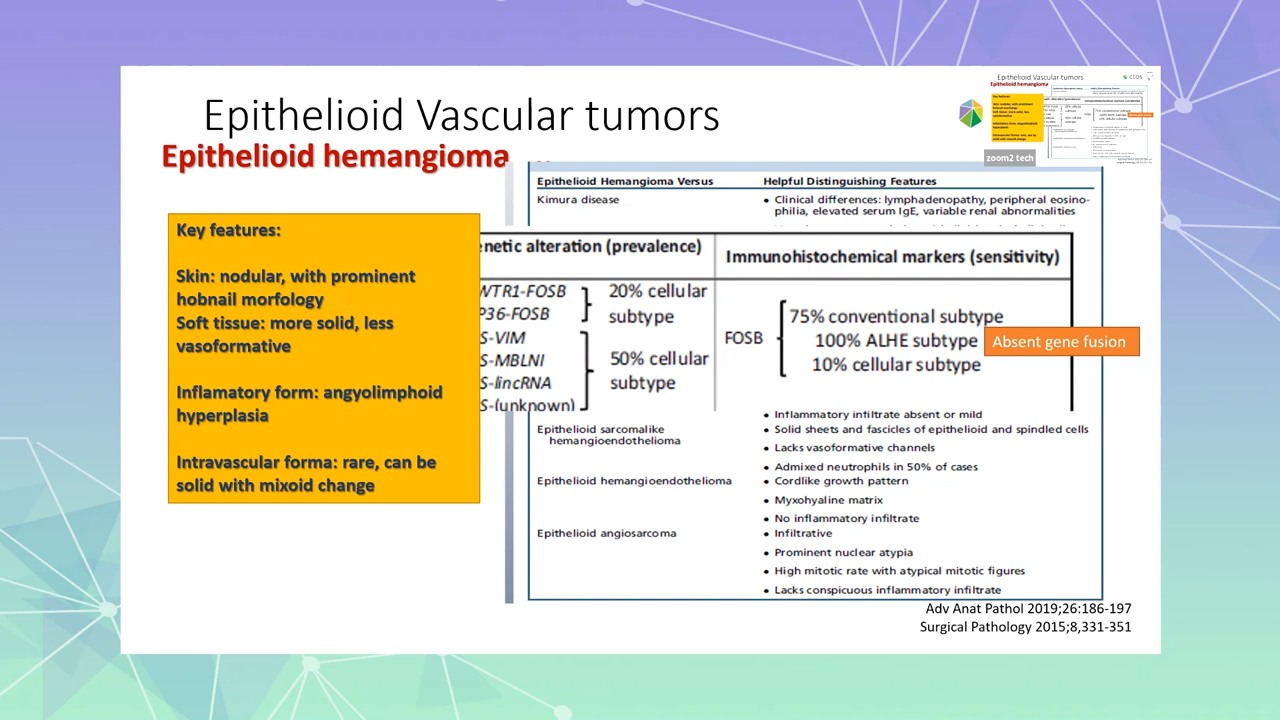 Epithelioid Vascular tumors
Epithelioid hemangioma
Epithelioid Vascular tumors
Epithelioid hemangioma
ctos
zoom2 tech
Key features:
Skin: nodular, with prominent
hobnail morfology
Soft tissue: more solid, less
vasoformative
Inflamatory form: angyolimphoid
hyperplasia
Intravascular forma: rare, can be
solid with mixoid change
Epithelioid Hemangioma Versus Helpful Distinguishing Features
Kimura disease • Clinical differences: lymphadenopathy, peripheral eosino-
philia, elevated serum IgE, variable renal abnormalities
enetic alteration (prevalence) Immunohistochemical markers (sensitivity)
WTR1-FOSB 20% cellular
P36-FOSB subtype
S-VIM
S-MBLNI 50% cellular
S-lincRNA subtype
S-(unknown)
FOSB 75% conventional subtype
100% ALHE subtype
10% cellular subtype
Absent gene fusion
• Inflammatory infiltrate absent or mild
Epithelioid sarcomalike • Solid sheets and fascicles of epithelioid and spindled cells
hemangioendothelioma
• Lacks vasoformative channels
• Admixed neutrophils in 50% of cases
Epithelioid hemangioendothelioma • Cordlike growth pattern
• Myxohyaline matrix
• No inflammatory infiltrate
Epithelioid angiosarcoma • Infiltrative
• Prominent nuclear atypia
• High mitotic rate with atypical mitotic figures
• Lacks conspicuous inflammatory infiltrate
Adv Anat Pathol 2019;26:186-197
Surgical Pathology 2015;8,331-351